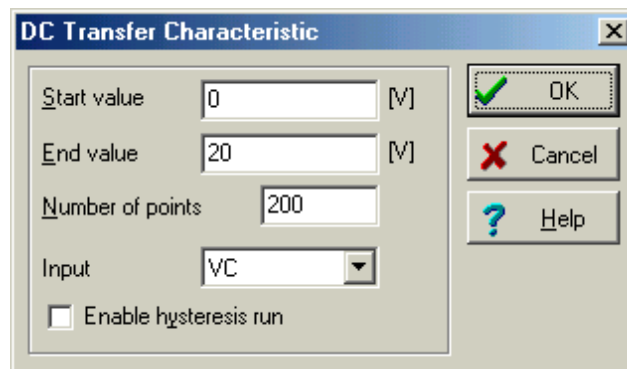 DC Transfer Characteristic
Start value 0 [V]
End value 20 [V]
Number of points 200
Input VC
Enable hysteresis run
OK
Cancel
Help